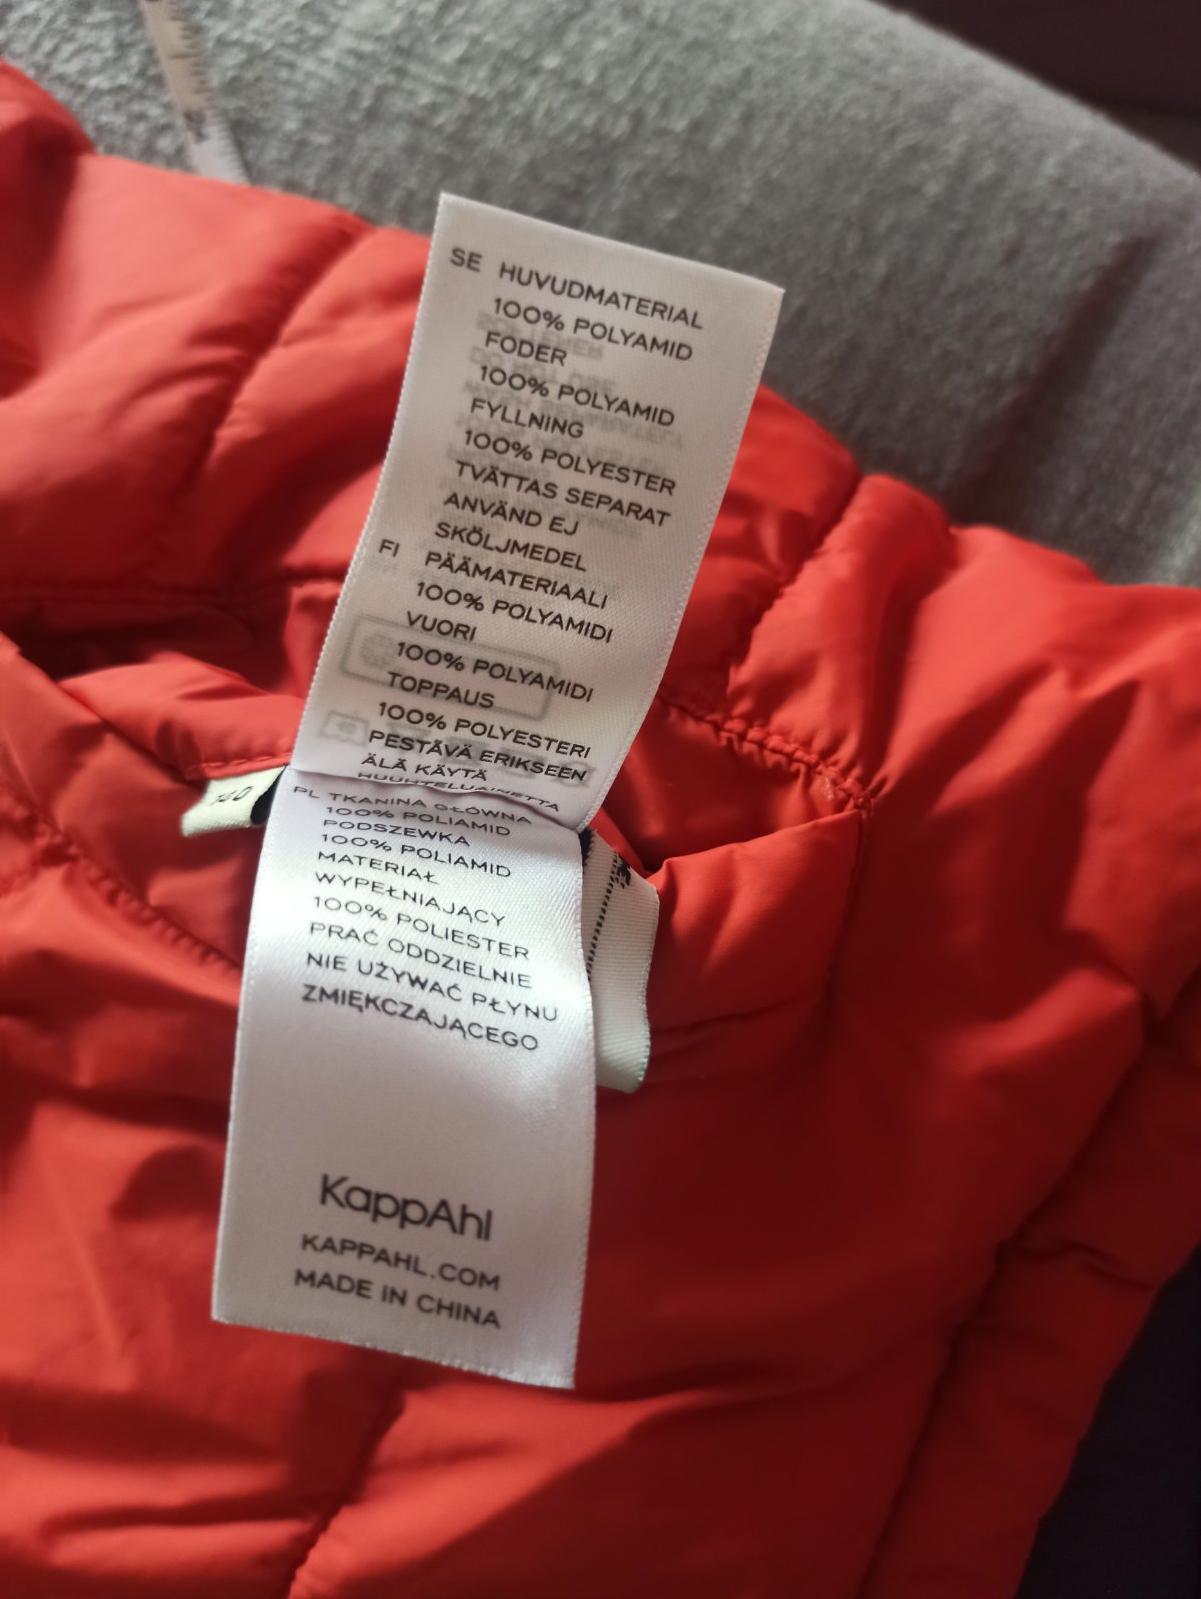 SE HUVUDMATERIAL
100% POLYAMID
FODER
100% POLYAMID
FYLLNING
100% POLYESTER
TVÄTTAS SEPARAT
ANVÄND EJ
SKÖLJMEDEL
FI PÄÄMATERIAALI
100% POLYAMIDI
VUORI
100% POLYAMIDI
TOPPAUS
100% POLYESTERI
PESTÄVÄ ERIKSEEN
ÄLÄ KÄYTÄ
HUUHTELUAINETTA
PL TKANINA GŁÓWNA
100% POLIAMID
PODSZEWKA
100% POLIAMID
MATERIAŁ
WYPEŁNIAJĄCY
100% POLIESTER
PRAĆ ODDZIELNIE
NIE UŻYWAĆ PŁYNU
ZMIĘKCZAJĄCEGO
KappAhl
KAPPAHL.COM
MADE IN CHINA